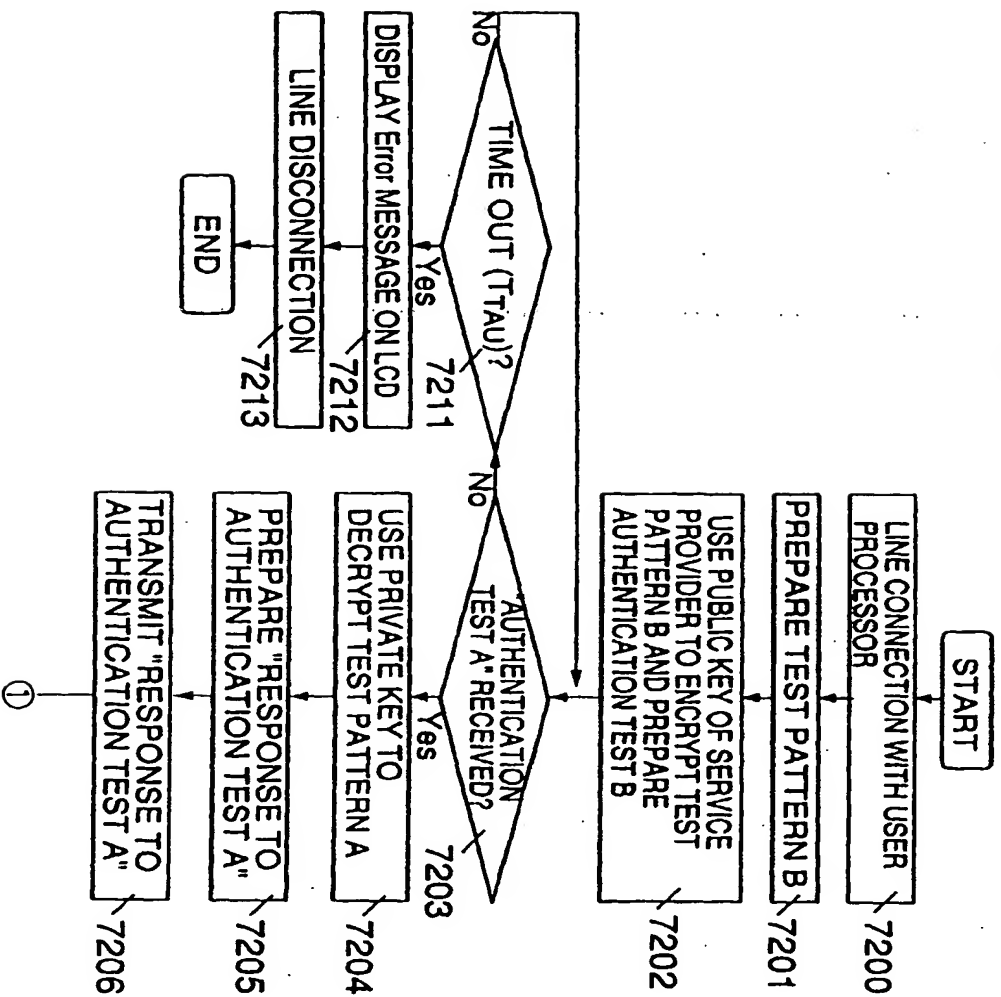 START
LINE CONNECTION WITH USER
PROCESSOR
7200
PREPARE TEST PATTERN B
7201
USE PUBLIC KEY OF SERVICE
PROVIDER TO ENCRYPT TEST
PATTERN B AND PREPARE
AUTHENTICATION TEST B
7202
AUTHENTICATION
TEST A" RECEIVED?
7203
No
Yes
USE PRIVATE KEY TO
DECRYPT TEST PATTERN A
7204
PREPARE "RESPONSE TO
AUTHENTICATION TEST A"
7205
TRANSMIT "RESPONSE TO
AUTHENTICATION TEST A"
7206
1
No
TIME OUT (TTAU)?
7211
Yes
DISPLAY Error MESSAGE ON LCD
7212
LINE DISCONNECTION
7213
END